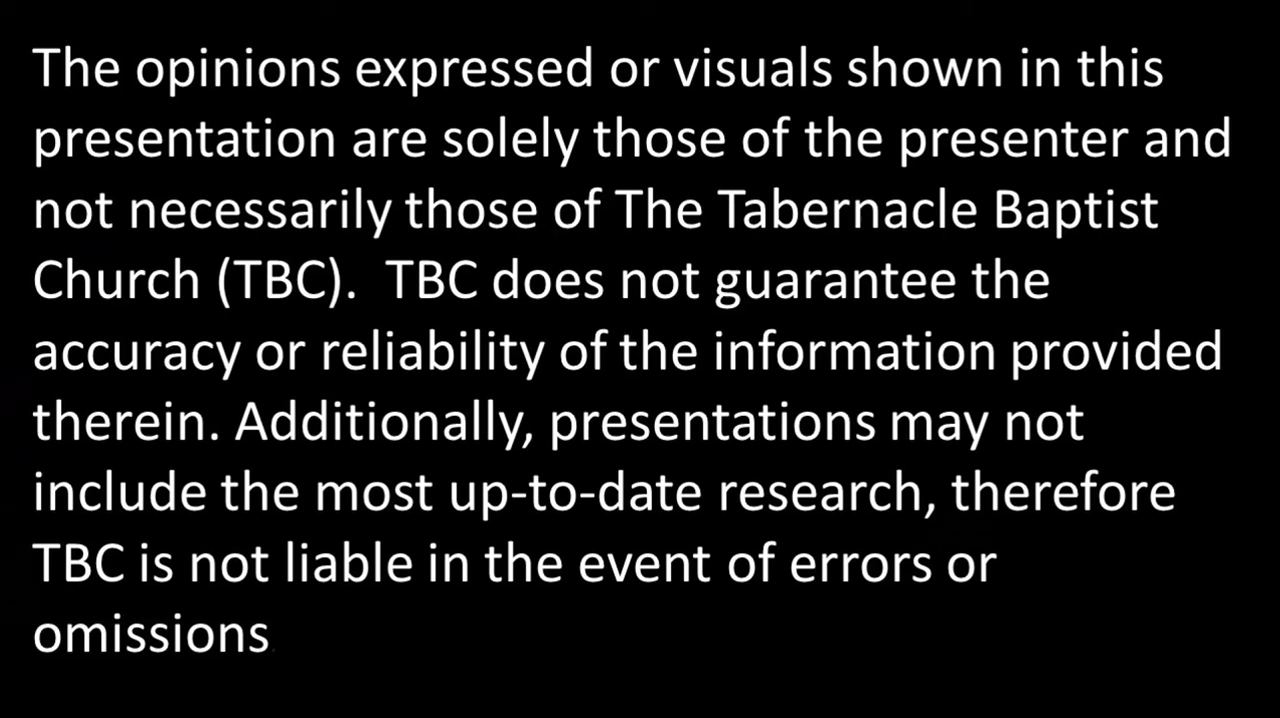 The opinions expressed or visuals shown in this
presentation are solely those of the presenter and
not necessarily those of The Tabernacle Baptist
Church (TBC).  TBC does not guarantee the
accuracy or reliability of the information provided
therein. Additionally, presentations may not
include the most up-to-date research, therefore
TBC is not liable in the event of errors or
omissions.